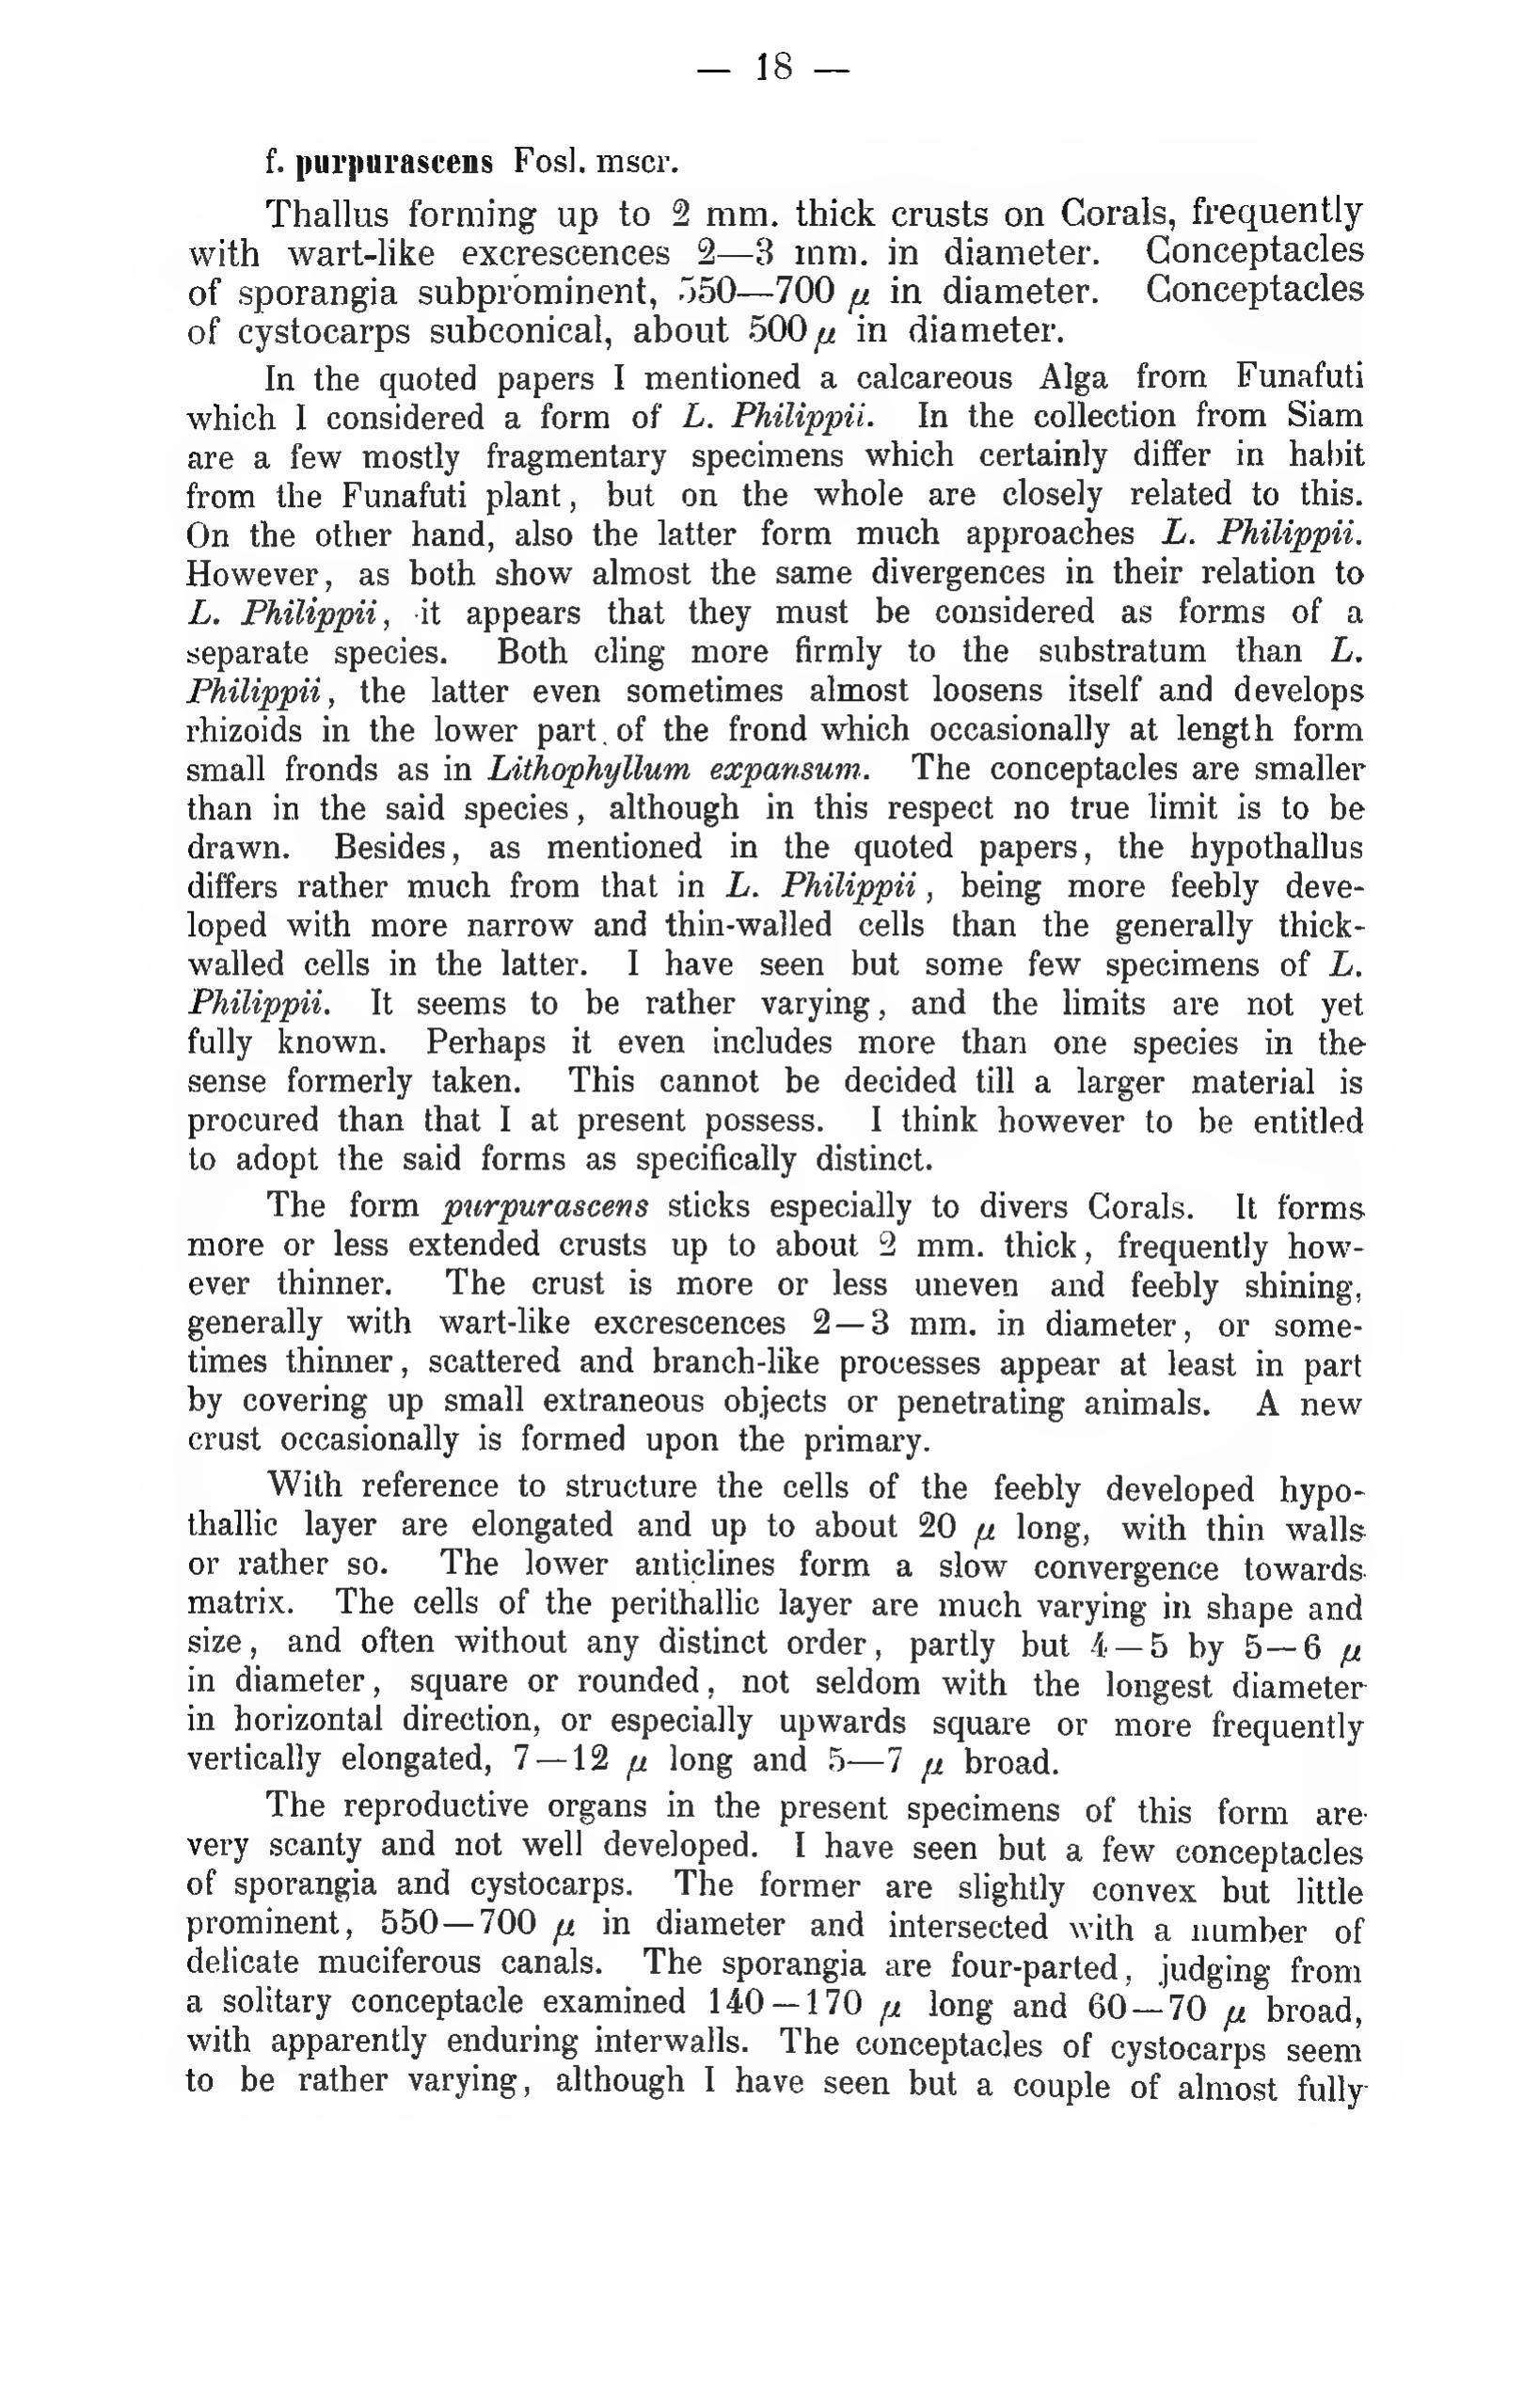 — 18 —
f. purpurascens Fosl. mscr.
Thallus forming up to 2 mm. thick crusts on Corals, frequently
with wart-like excrescences 2—3 mm. in diameter. Conceptacles
of sporangia subprominent, 550—700 µ in diameter. Conceptacles
of cystocarps subconical, about 500 µ in diameter.
In the quoted papers I mentioned a calcareous Alga from Funafuti
which I considered a form of L. Philippii. In the collection from Siam
are a few mostly fragmentary specimens which certainly differ in habit
from the Funafuti plant, but on the whole are closely related to this.
On the other hand, also the latter form much approaches L. Philippii.
However, as both show almost the same divergences in their relation to
L. Philippii, it appears that they must be considered as forms of a
separate species. Both cling more firmly to the substratum than L.
Philippii, the latter even sometimes almost loosens itself and develops
rhizoids in the lower part of the frond which occasionally at length form
small fronds as in Lithophyllum expansum. The conceptacles are smaller
than in the said species, although in this respect no true limit is to be
drawn. Besides, as mentioned in the quoted papers, the hypothallus
differs rather much from that in L. Philippii, being more feebly deve-
loped with more narrow and thin-walled cells than the generally thick-
walled cells in the latter. I have seen but some few specimens of L.
Philippii. It seems to be rather varying, and the limits are not yet
fully known. Perhaps it even includes more than one species in the
sense formerly taken. This cannot be decided till a larger material is
procured than that I at present possess. I think however to be entitled
to adopt the said forms as specifically distinct.
The form purpurascens sticks especially to divers Corals. It forms
more or less extended crusts up to about 2 mm. thick, frequently how-
ever thinner. The crust is more or less uneven and feebly shining,
generally with wart-like excrescences 2—3 mm. in diameter, or some-
times thinner, scattered and branch-like processes appear at least in part
by covering up small extraneous objects or penetrating animals. A new
crust occasionally is formed upon the primary.
With reference to structure the cells of the feebly developed hypo-
thallic layer are elongated and up to about 20 µ long, with thin walls
or rather so. The lower anticlines form a slow convergence towards
matrix. The cells of the perithallic layer are much varying in shape and
size, and often without any distinct order, partly but 4—5 by 5—6 µ
in diameter, square or rounded, not seldom with the longest diameter
in horizontal direction, or especially upwards square or more frequently
vertically elongated, 7—12 µ long and 5—7 µ broad.
The reproductive organs in the present specimens of this form are
very scanty and not well developed. I have seen but a few conceptacles
of sporangia and cystocarps. The former are slightly convex but little
prominent, 550—700 µ in diameter and intersected with a number of
delicate muciferous canals. The sporangia are four-parted, judging from
a solitary conceptacle examined 140—170 µ long and 60—70 µ broad,
with apparently enduring interwalls. The conceptacles of cystocarps seem
to be rather varying, although I have seen but a couple of almost fully